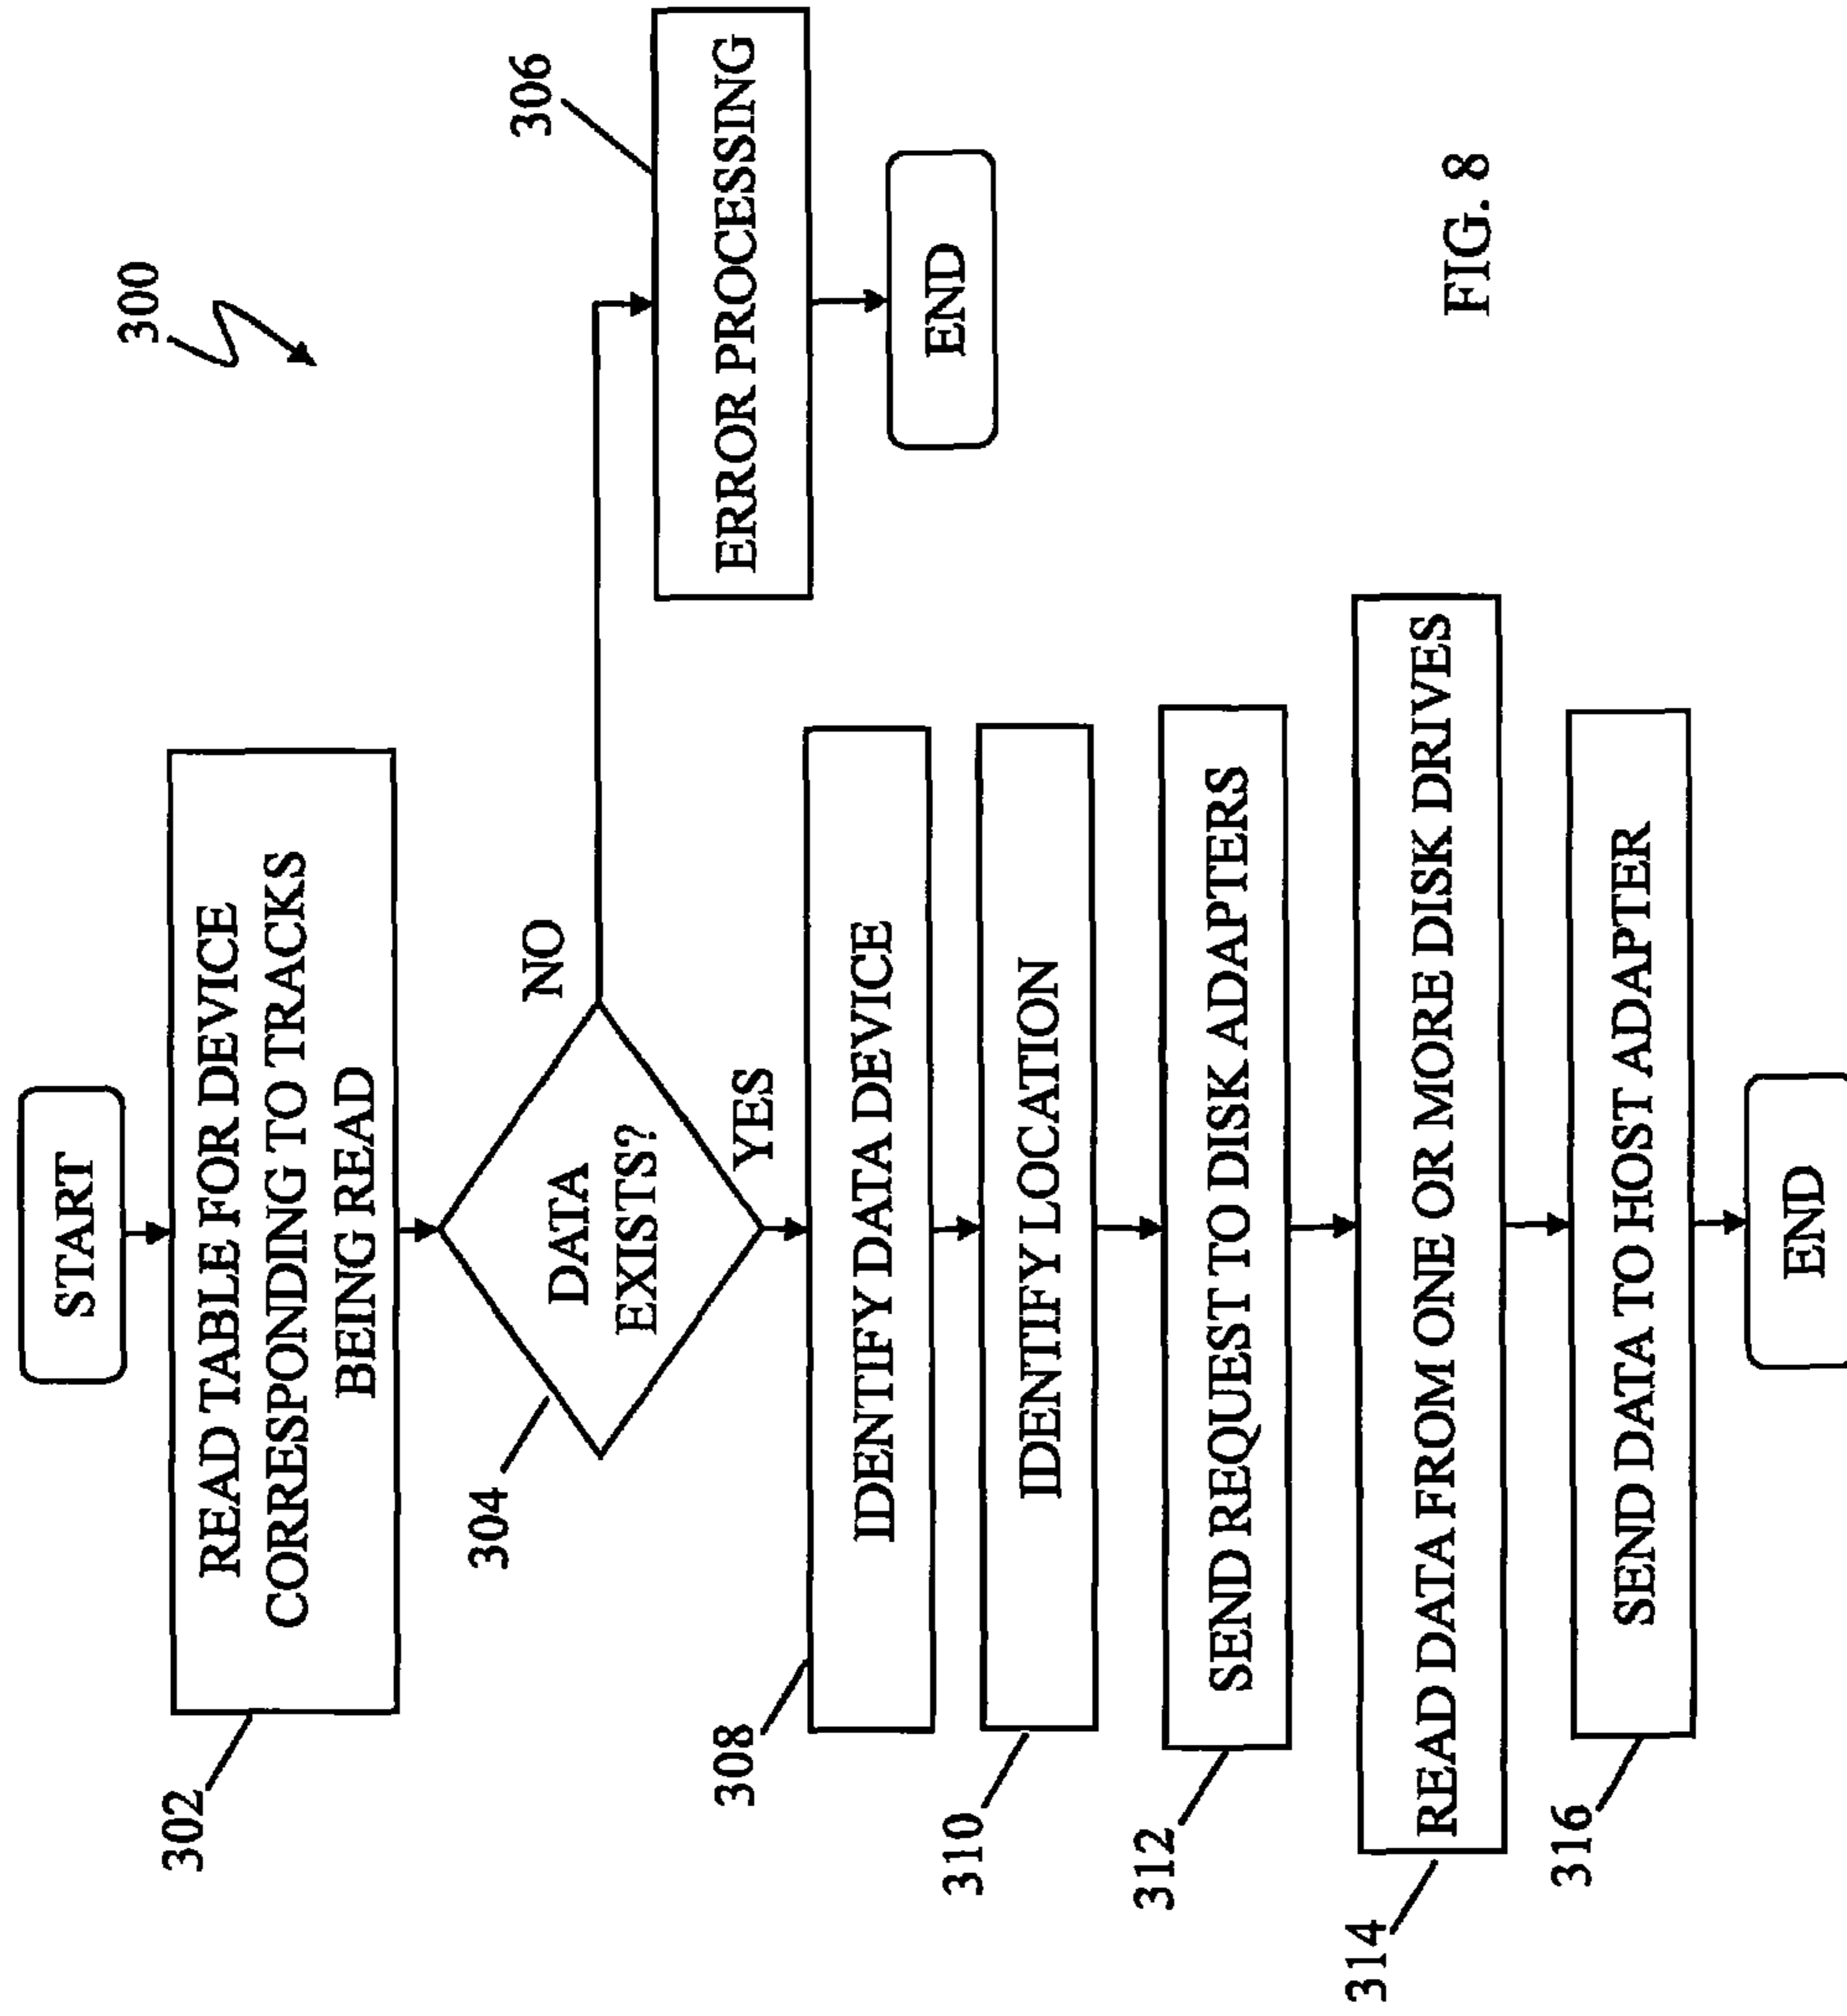 300
START
302
READ TABLE FOR DEVICE
CORRESPONDING TO TRACKS
BEING READ
304
DATA
EXISTS?
NO
YES
306
ERROR PROCESSING
END
308
IDENTIFY DATA DEVICE
310
IDENTIFY LOCATION
312
SEND REQUEST TO DISK ADAPTERS
314
READ DATA FROM ONE OR MORE DISK DRIVES
316
SEND DATA TO HOST ADAPTER
END
FIG. 8